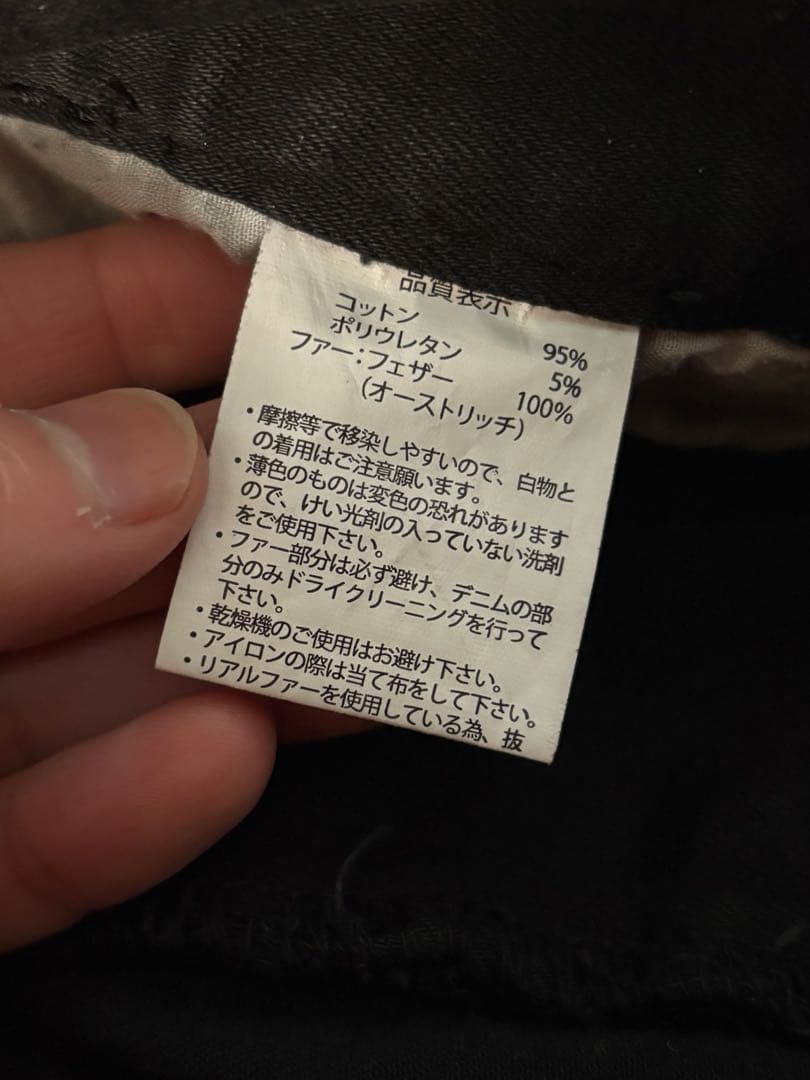 品質表示
コットン 95%
ポリウレタン 5%
ファー：フェザー 100%
(オーストリッチ)
・摩擦等で移染しやすいので、白物と
の着用はご注意願います。
・薄色のものは変色の恐れがあります
ので、けい光剤の入っていない洗剤
をご使用下さい。
・ファー部分は必ず避け、デニムの部
分のみドライクリーニングを行って
下さい。
・乾燥機のご使用はお避け下さい。
・アイロンの際は当て布をして下さい。
・リアルファーを使用している為、抜